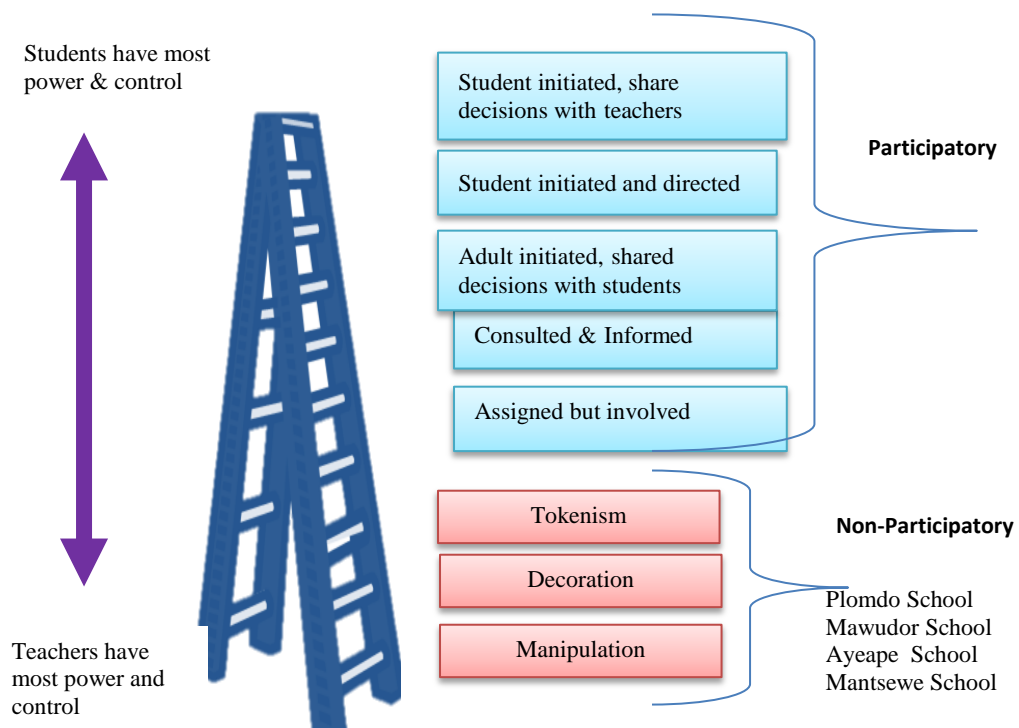 Students have most
power & control
Student initiated, share
decisions with teachers
Participatory
Student initiated and directed
Adult initiated, shared
decisions with students
Consulted & Informed
Assigned but involved
Tokenism
Non-Participatory
Decoration
Plomdo School
Mawudor School
Ayeape School
Mantsewe School
Manipulation
Teachers have
most power and
control